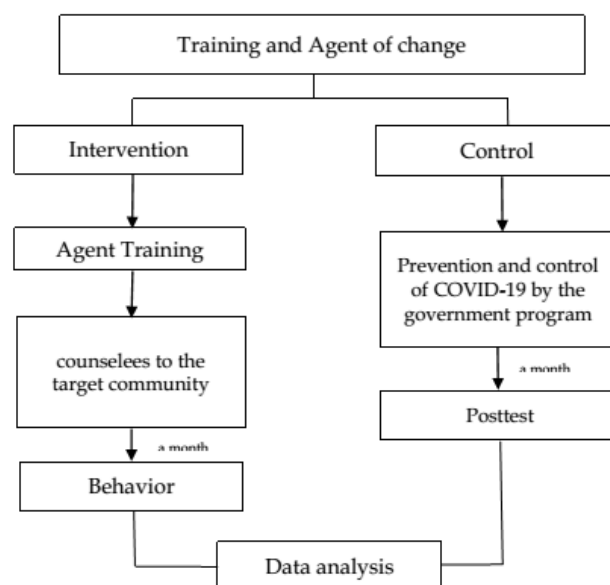 Training and Agent of change
Intervention
Control
Agent Training
Prevention and control
of COVID-19 by the
government program
counselees to the
target community
a month
Posttest
a month
Behavior
Data analysis